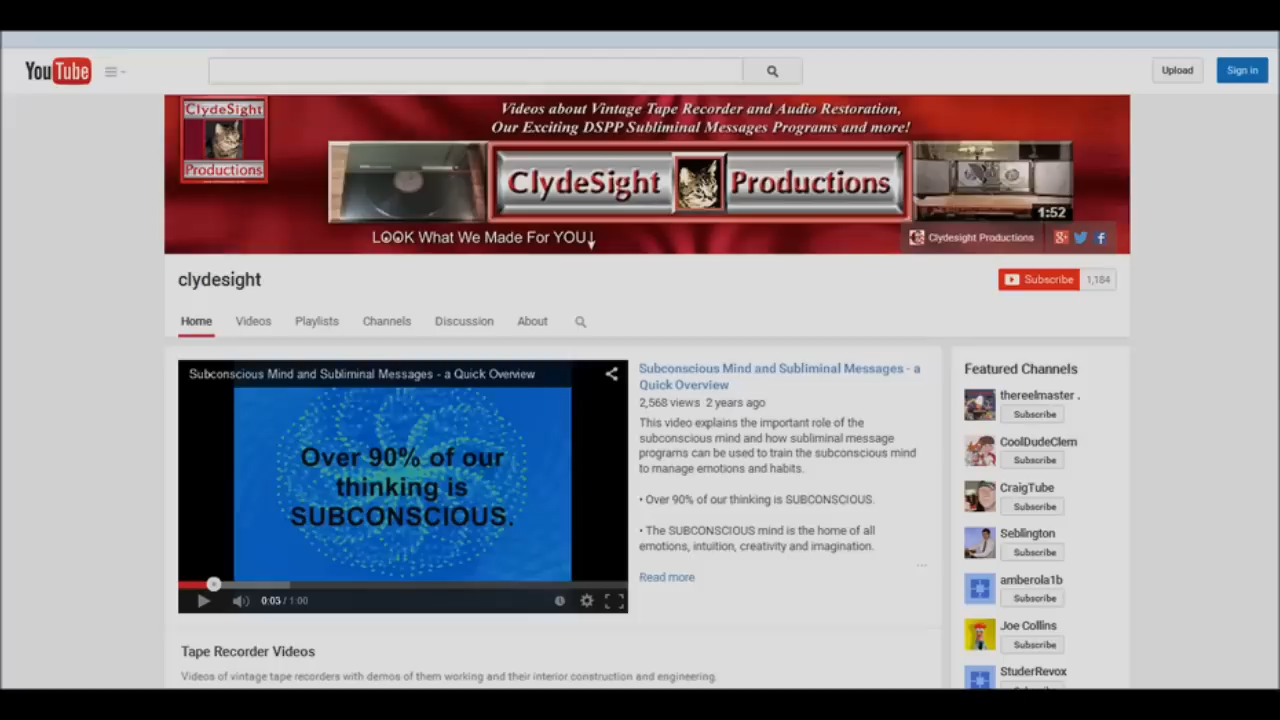 YouTube
Upload
Sign in
ClydeSight
Productions
Videos about Vintage Tape Recorder and Audio Restoration,
Our Exciting DSPP Subliminal Messages Programs and more!
ClydeSight Productions
1:52
LOOK What We Made For YOU
Clydesight Productions
clydesight
Subscribe 1,184
Home Videos Playlists Channels Discussion About
Subconscious Mind and Subliminal Messages - a Quick Overview
Over 90% of our
thinking is
SUBCONSCIOUS.
0:03 / 1:00
Subconscious Mind and Subliminal Messages - a
Quick Overview
2,568 views 2 years ago
This video explains the important role of the
subconscious mind and how subliminal message
programs can be used to train the subconscious mind
to manage emotions and habits.
• Over 90% of our thinking is SUBCONSCIOUS.
• The SUBCONSCIOUS mind is the home of all
emotions, intuition, creativity and imagination.
...
Read more
Featured Channels
thereelmaster .
Subscribe
CoolDudeClem
Subscribe
CraigTube
Subscribe
Seblington
Subscribe
amberola1b
Subscribe
Joe Collins
Subscribe
StuderRevox
Tape Recorder Videos
Videos of vintage tape recorders with demos of them working and their interior construction and engineering.